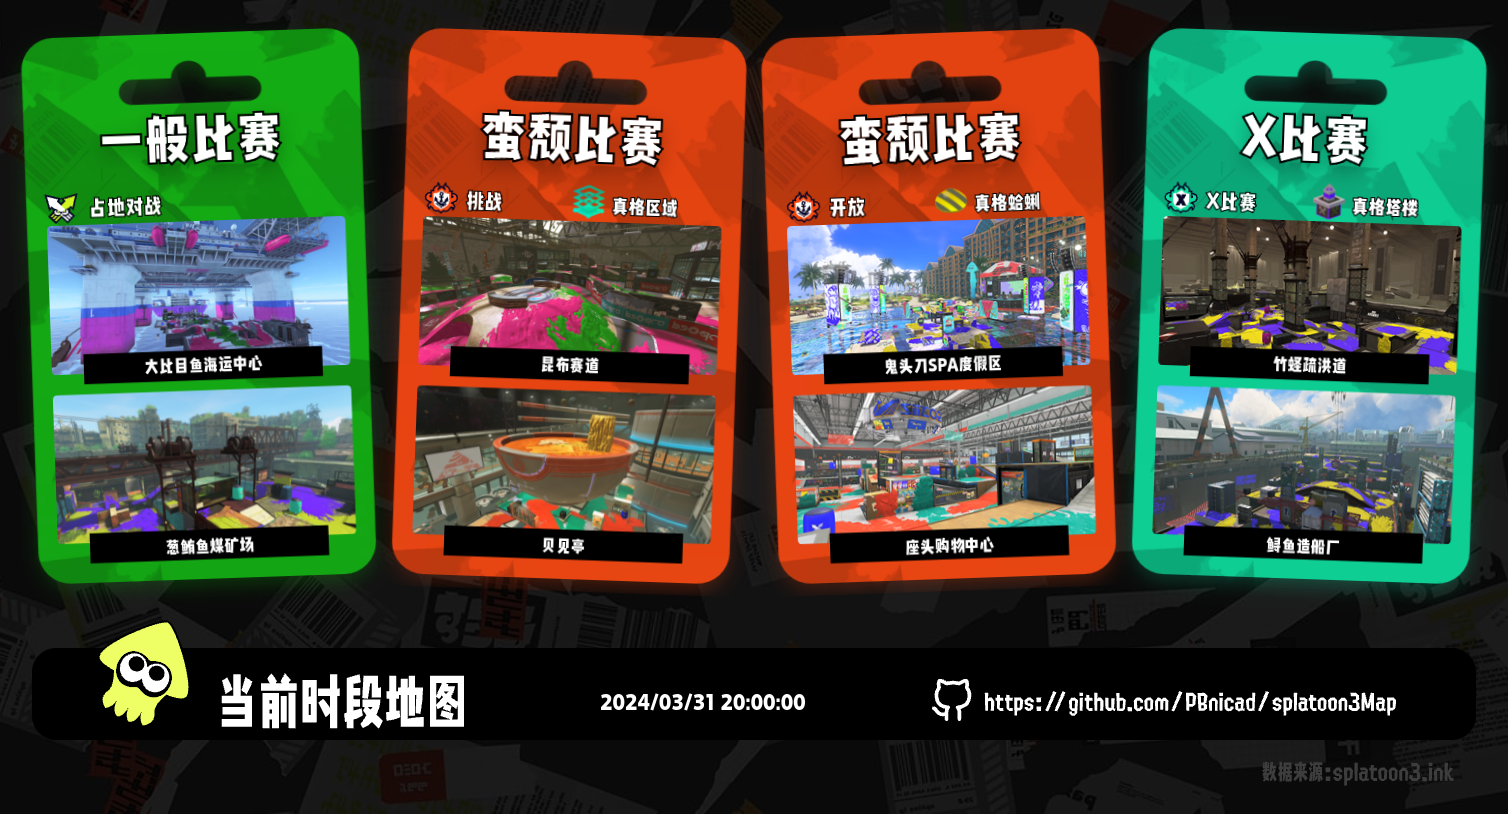 一般比赛
占地对战
大比目鱼海运中心
葱鲔鱼煤矿场
蛮颓比赛
挑战
真格区域
昆布赛道
贝见亭
蛮颓比赛
开放
真格蛤蜊
鬼头刀SPA度假区
座头购物中心
X比赛
X比赛
真格塔楼
竹蛏疏洪道
鲟鱼造船厂
当前时段地图
2024/03/31 20:00:00
https://github.com/PBnicad/splatoon3Map
数据来源:splatoon3.ink